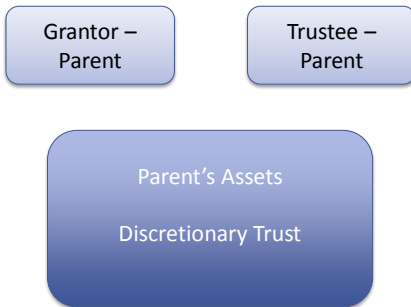 Grantor –
Parent
Trustee –
Parent
Parent's Assets
Discretionary Trust